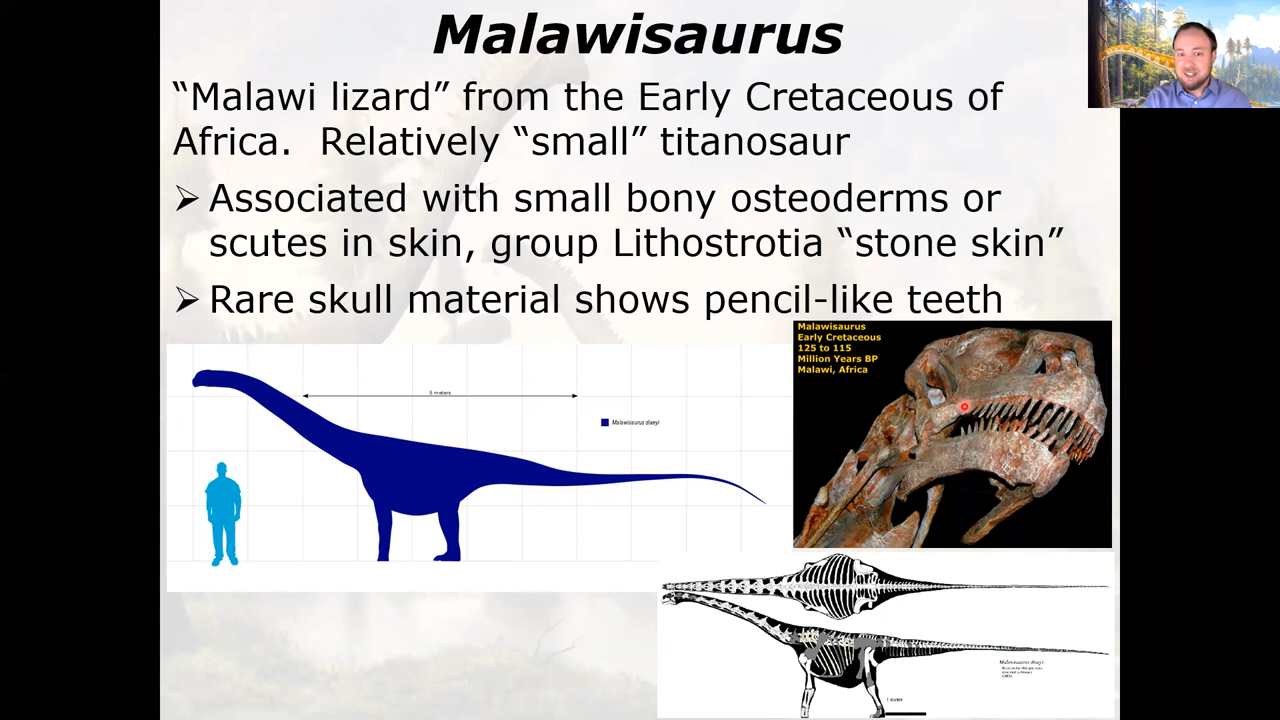 Malawisaurus
“Malawi lizard” from the Early Cretaceous of
Africa.  Relatively “small” titanosaur
➢ Associated with small bony osteoderms or
scutes in skin, group Lithostrotia “stone skin”
➢ Rare skull material shows pencil-like teeth
Malawisaurus
Early Cretaceous
125 to 115
Million Years BP
Malawi, Africa
5 meters
Malawisaurus dixeyi
Malawisaurus dixeyi
1 meter